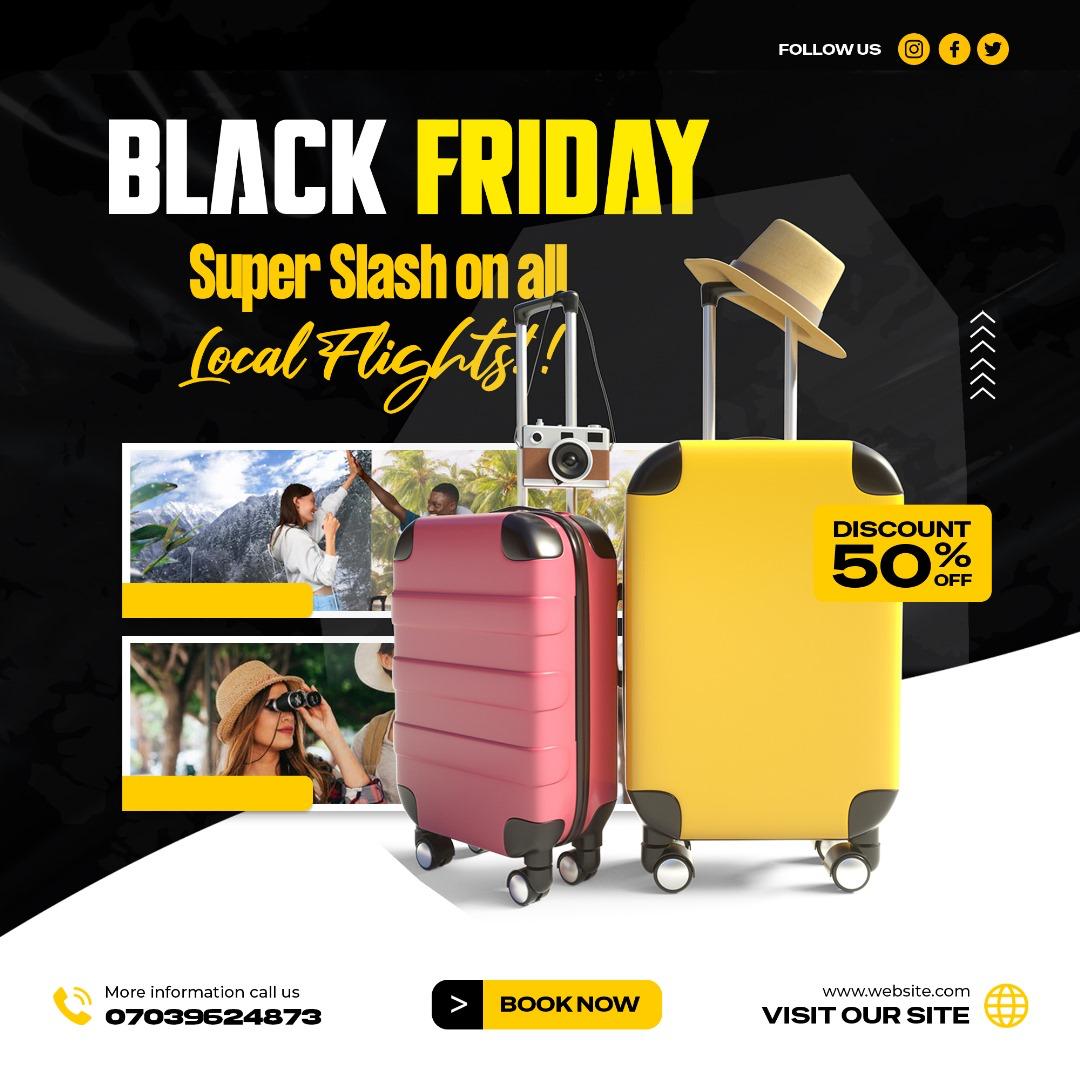 FOLLOW US
BLACK FRIDAY
Super Slash on all
Local Flights!!
DISCOUNT
50%
OFF
More information call us
07039624873
> BOOK NOW
www.website.com
VISIT OUR SITE